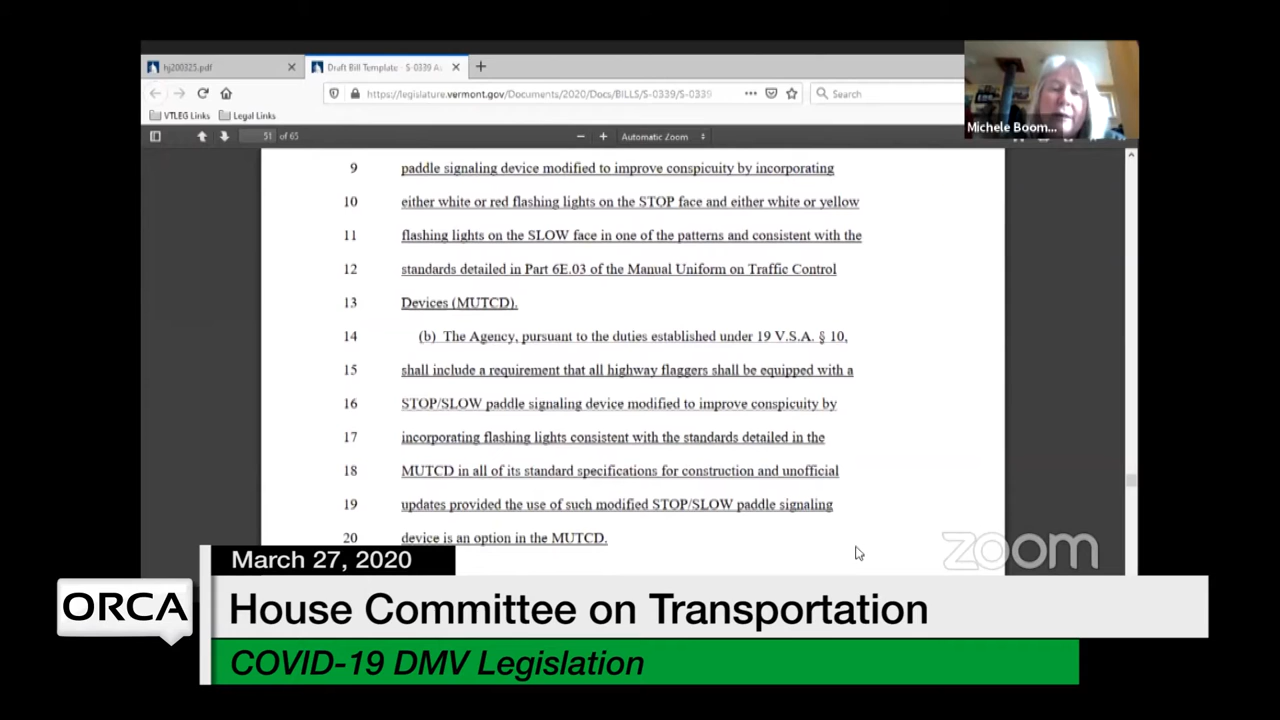 hj200325.pdf
Draft Bill Template - S-0339 A
https://legislature.vermont.gov/Documents/2020/Docs/BILLS/S-0339/S-0339
Search
VTLEG Links
Legal Links
51 of 65
Automatic Zoom
Michele Boom...
9 paddle signaling device modified to improve conspicuity by incorporating
10 either white or red flashing lights on the STOP face and either white or yellow
11 flashing lights on the SLOW face in one of the patterns and consistent with the
12 standards detailed in Part 6E.03 of the Manual Uniform on Traffic Control
13 Devices (MUTCD).
14 (b) The Agency, pursuant to the duties established under 19 V.S.A. § 10,
15 shall include a requirement that all highway flaggers shall be equipped with a
16 STOP/SLOW paddle signaling device modified to improve conspicuity by
17 incorporating flashing lights consistent with the standards detailed in the
18 MUTCD in all of its standard specifications for construction and unofficial
19 updates provided the use of such modified STOP/SLOW paddle signaling
20 device is an option in the MUTCD.
zoom
March 27, 2020
ORCA
House Committee on Transportation
COVID-19 DMV Legislation